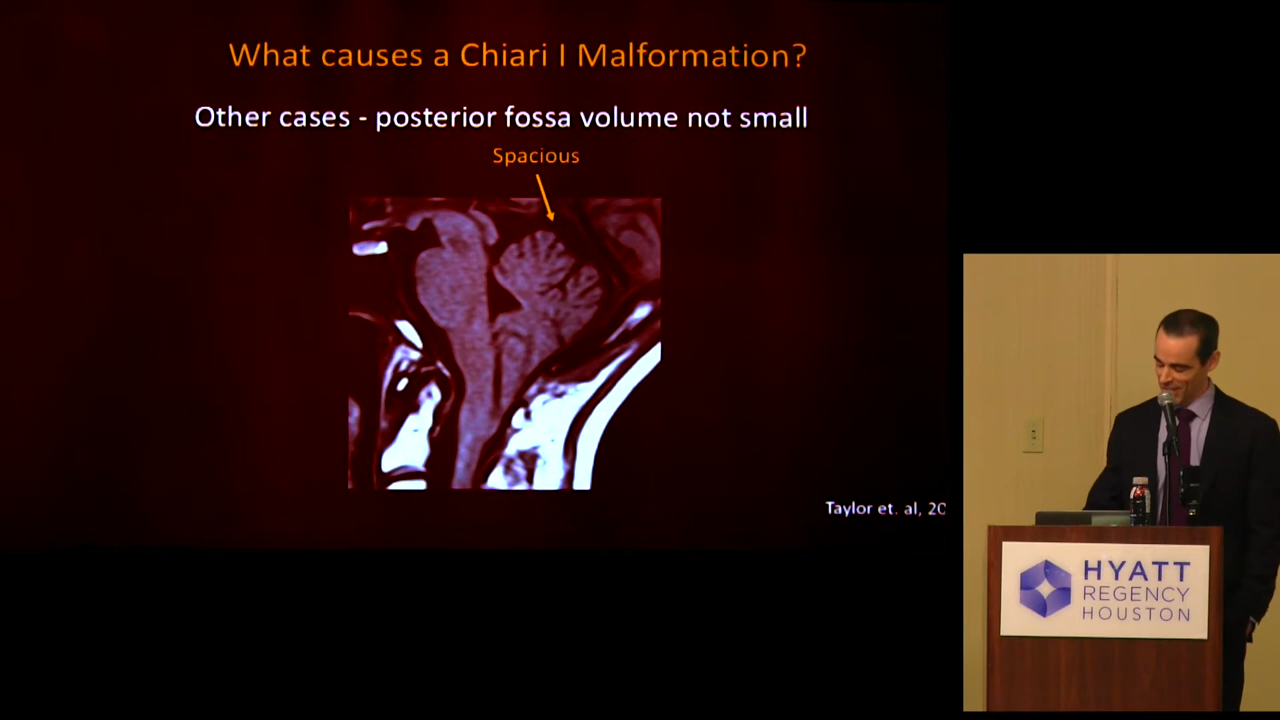 What causes a Chiari I Malformation?
Other cases - posterior fossa volume not small
Spacious
Taylor et. al, 20
HYATT
REGENCY
HOUSTON